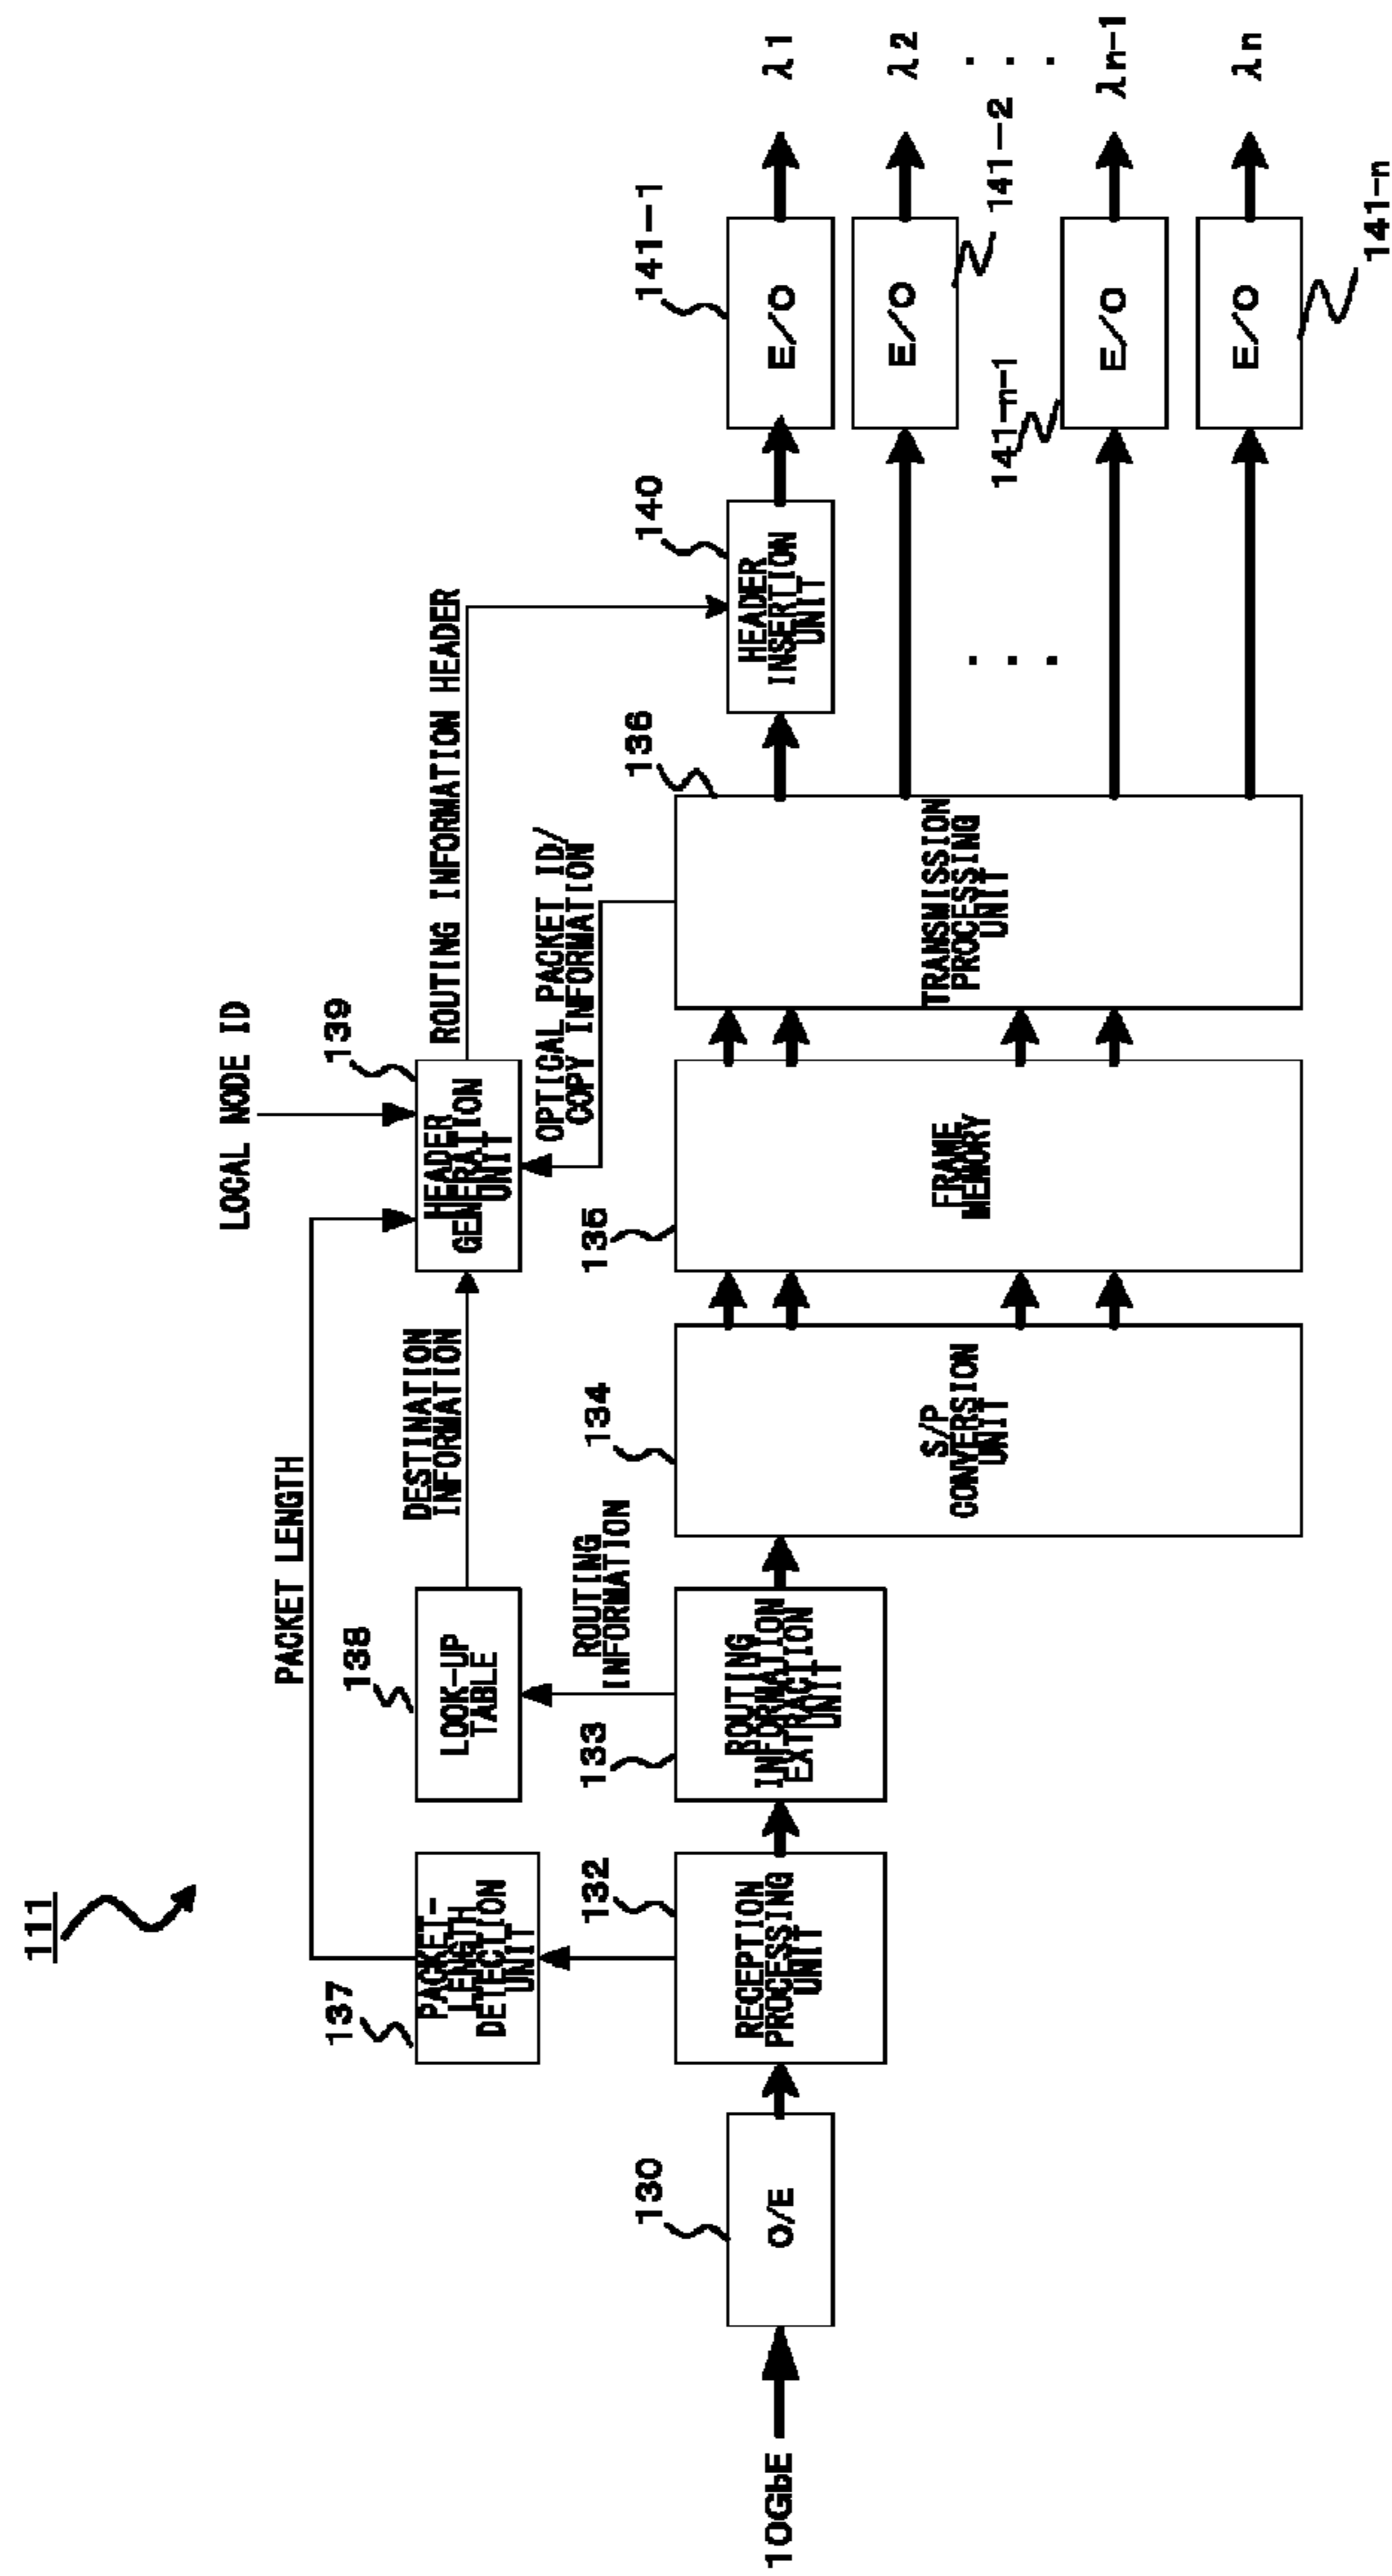 111
LOCAL NODE ID
PACKET LENGTH
137
PACKET-
LENGTH
DETECTION
UNIT
138
LOOK-UP
TABLE
DESTINATION
INFORMATION
139
HEADER
GENERATION
UNIT
ROUTING INFORMATION HEADER
ROUTING
INFORMATION
OPTICAL PACKET ID/
COPY INFORMATION
10GbE
130
O/E
132
RECEPTION
PROCESSING
UNIT
133
ROUTING
INFORMATION
EXTRACTION
UNIT
134
S/P
CONVERSION
UNIT
135
FRAME
MEMORY
136
TRANSMISSION
PROCESSING
UNIT
140
HEADER
INSERTION
UNIT
141-1
E/O
λ1
E/O
141-2
λ2
141-n-1
E/O
λn-1
E/O
141-n
λn